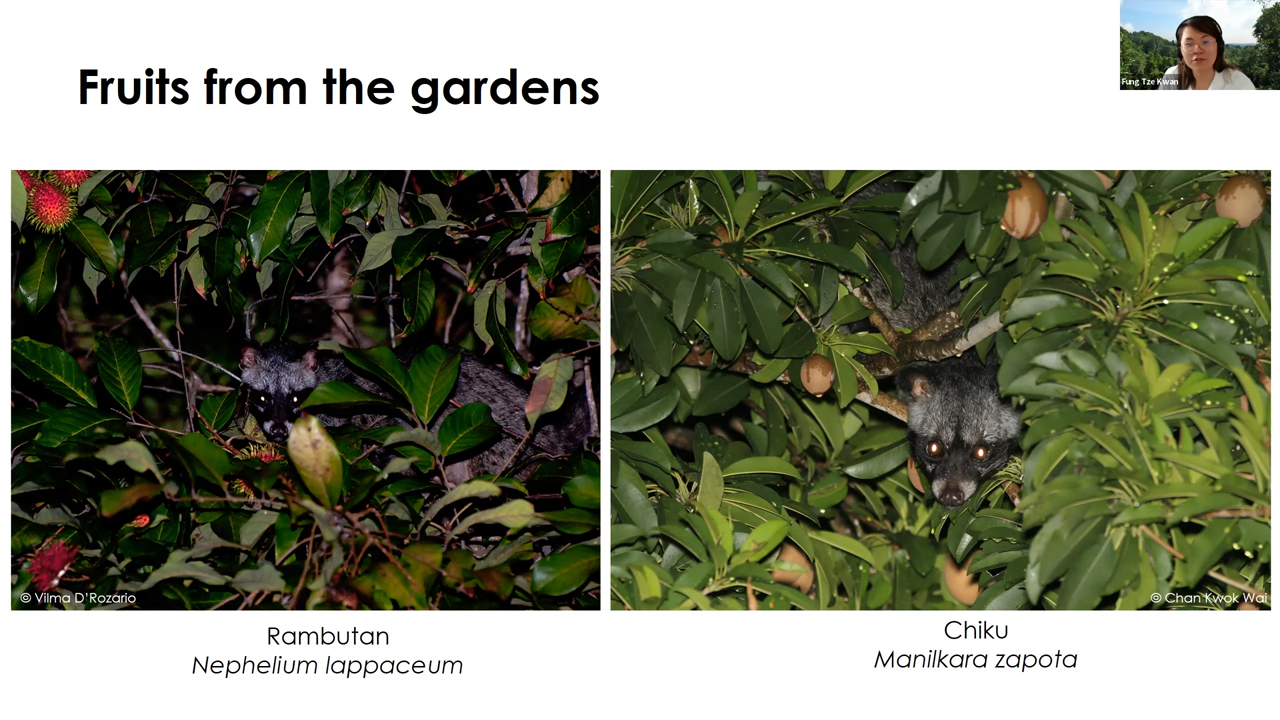 Fruits from the gardens
Fung Tze Kwan
© Vilma D'Rozario
© Chan Kwok Wai
Rambutan
Nephelium lappaceum
Chiku
Manilkara zapota